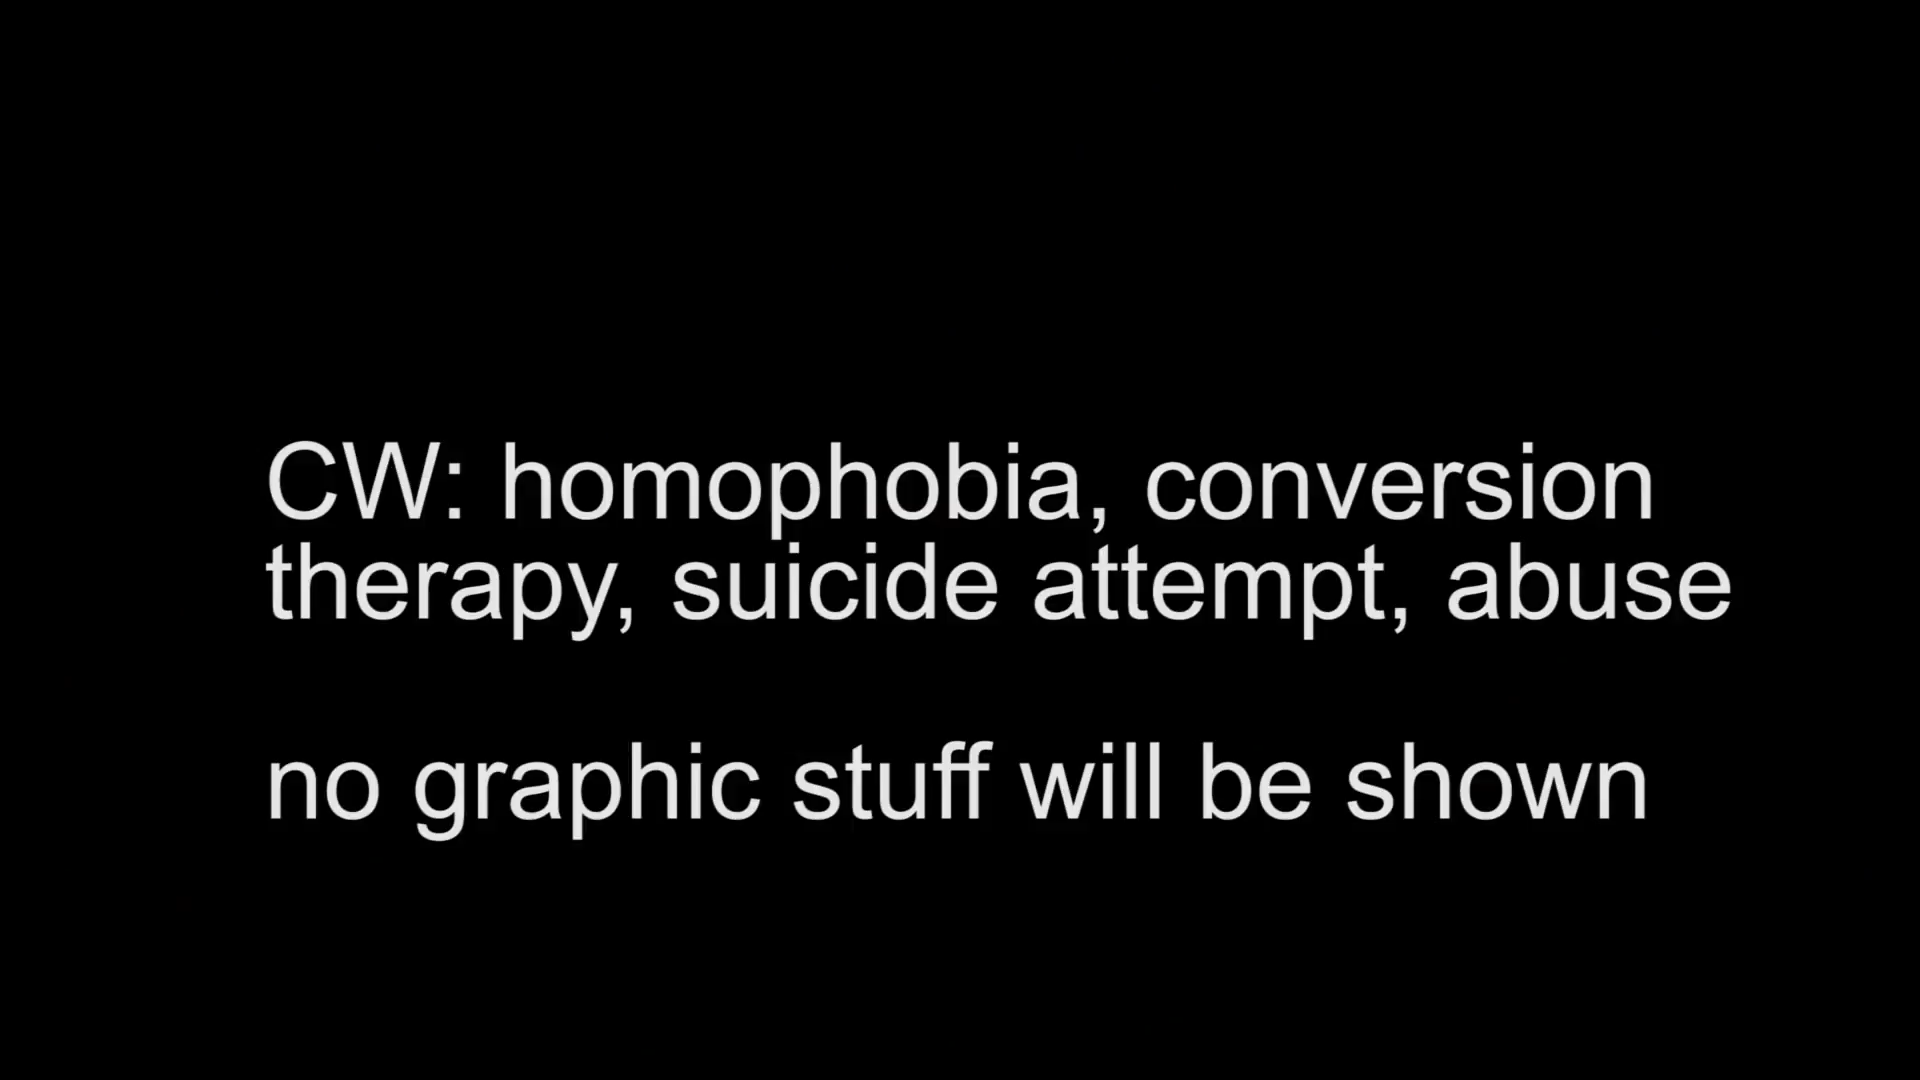 CW: homophobia, conversion
therapy, suicide attempt, abuse
no graphic stuff will be shown